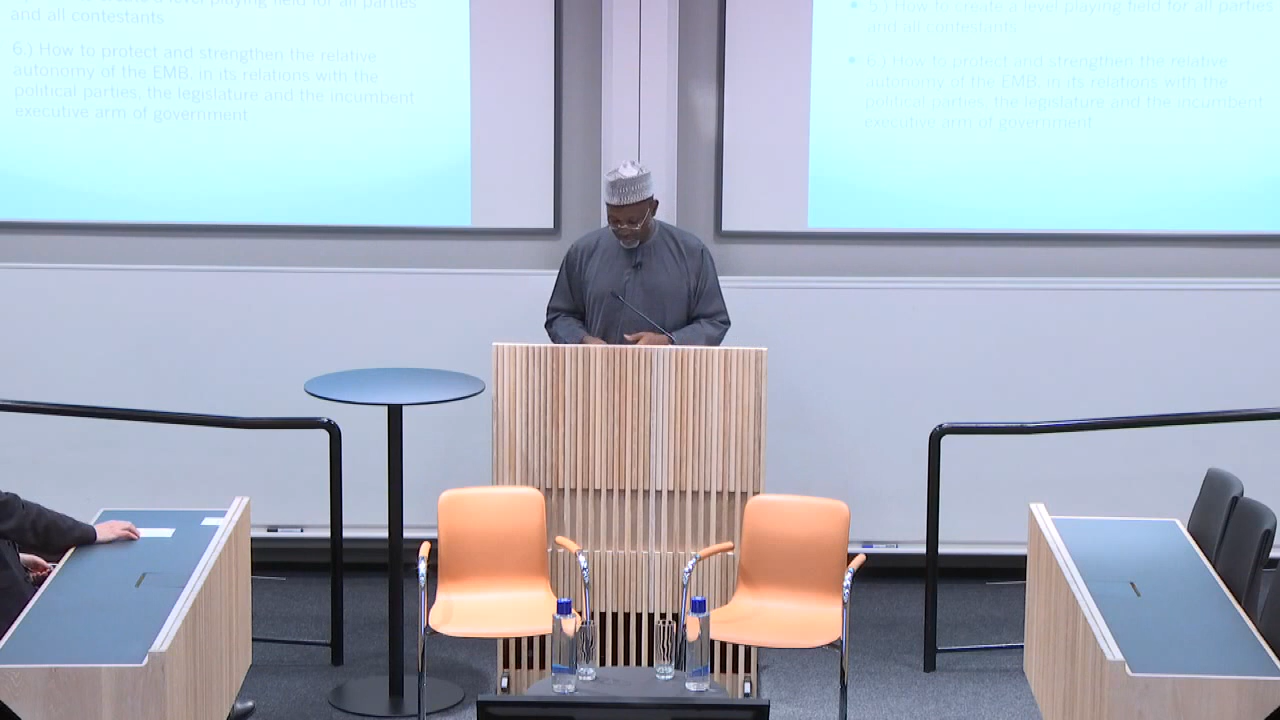 and all contestants
6.) How to protect and strengthen the relative
autonomy of the EMB, in its relations with the
political parties, the legislature and the incumbent
executive arm of government
5.) How to create a level playing field for all parties
and all contestants
6.) How to protect and strengthen the relative
autonomy of the EMB, in its relations with the
political parties, the legislature and the incumbent
executive arm of government